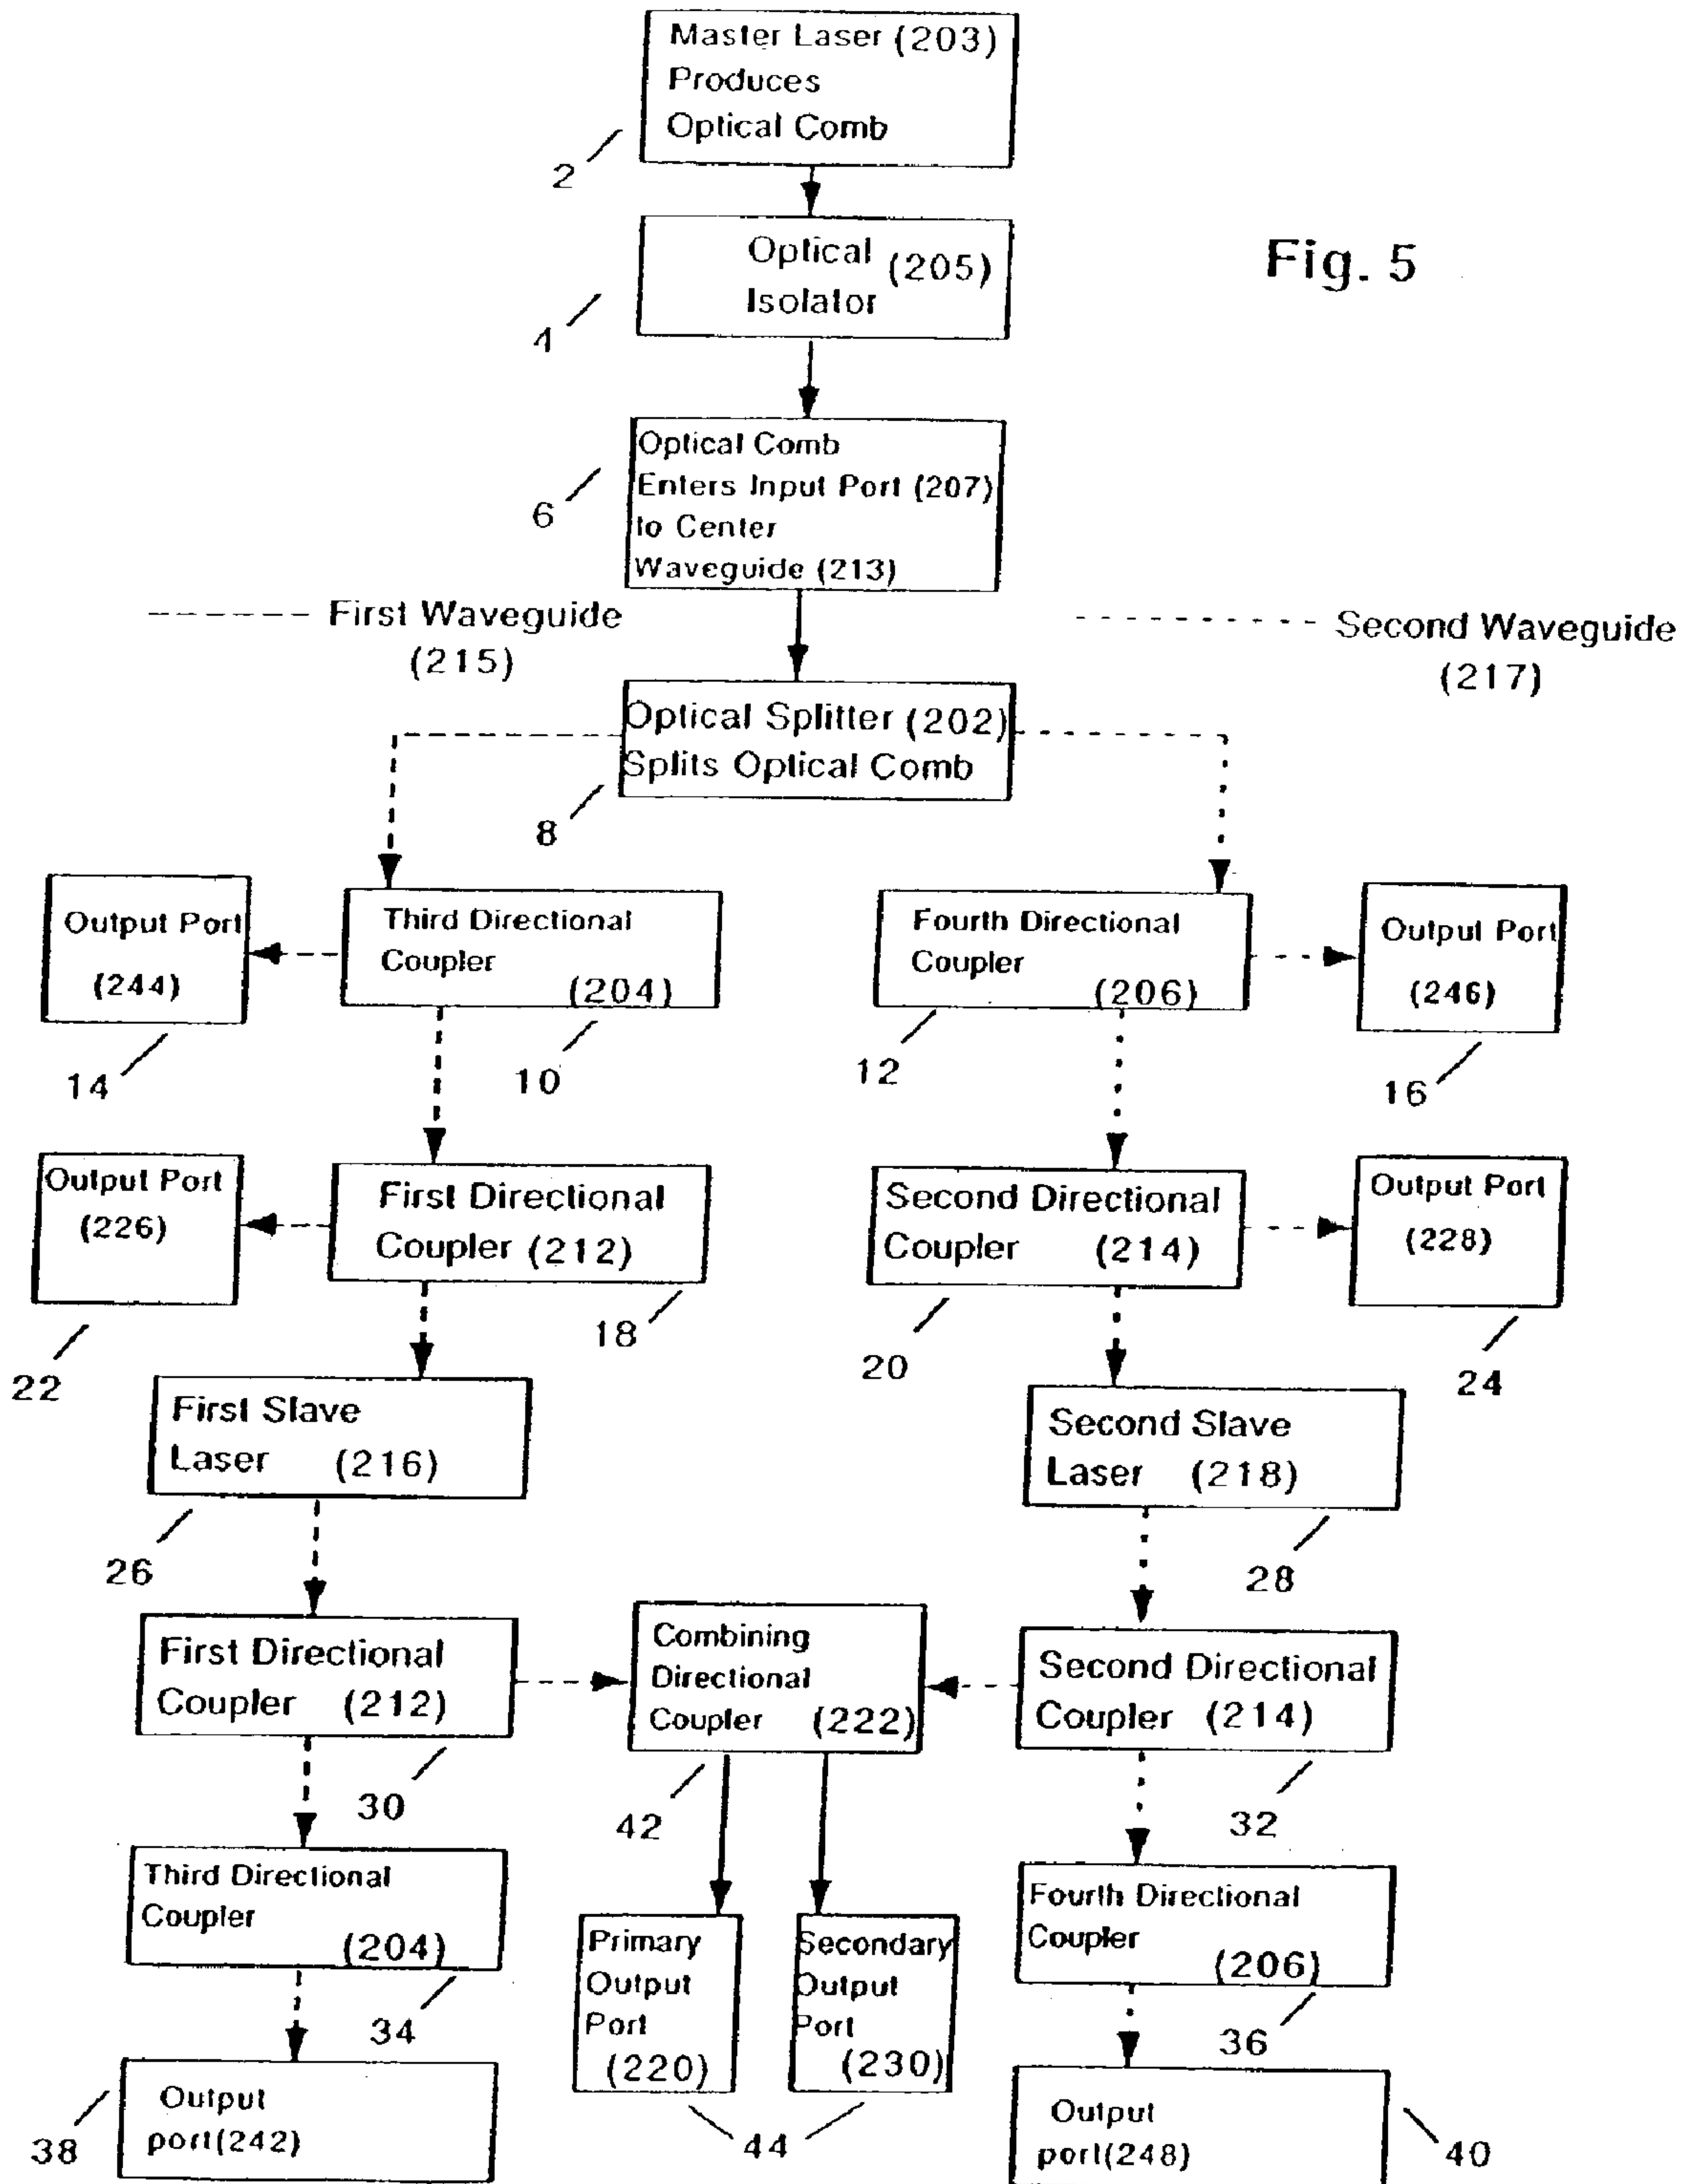 Master Laser (203)
Produces
Optical Comb
2
Optical (205)
Isolator
4
Fig. 5
Optical Comb
Enters Input Port (207)
to Center
Waveguide (213)
6
First Waveguide
(215)
Second Waveguide
(217)
Optical Splitter (202)
Splits Optical Comb
8
Output Port
(244)
14
Third Directional
Coupler
(204)
10
Fourth Directional
Coupler
(206)
12
Output Port
(246)
16
Output Port
(226)
22
First Directional
Coupler (212)
18
Second Directional
Coupler (214)
20
Output Port
(228)
24
First Slave
Laser (216)
26
Second Slave
Laser (218)
28
First Directional
Coupler (212)
30
Combining
Directional
Coupler (222)
42
Second Directional
Coupler (214)
32
Third Directional
Coupler
(204)
34
Primary
Output
Port
(220)
Secondary
Output
Port
(230)
44
Fourth Directional
Coupler
(206)
36
Output
port(242)
38
Output
port(248)
40